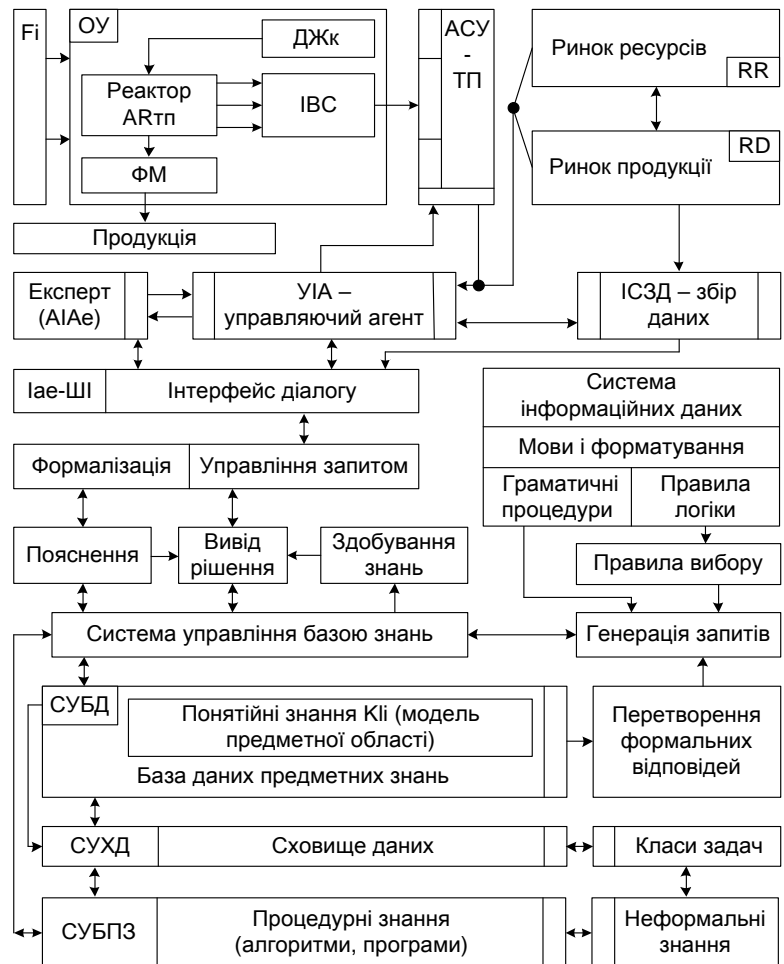 Fi
ОУ
ДЖк
Реактор
ARтп
ІВС
ФМ
Продукція
АСУ
-
ТП
Ринок ресурсів
RR
RD
Ринок продукції
Експерт
(AIAe)
УІА –
управляючий агент
ІСЗД – збір
даних
Іае-ШІ
Інтерфейс діалогу
Система
інформаційних даних
Мови і форматування
Граматичні
процедури
Правила
логіки
Правила вибору
Формалізація
Управління запитом
Пояснення
Вивід
рішення
Здобування
знань
Система управління базою знань
Генерація запитів
СУБД
Понятійні знання Kli (модель
предметної області)
База даних предметних знань
Перетворення
формальних
відповідей
СУХД
Сховище даних
Класи задач
СУБПЗ
Процедурні знання
(алгоритми, програми)
Неформальні
знання